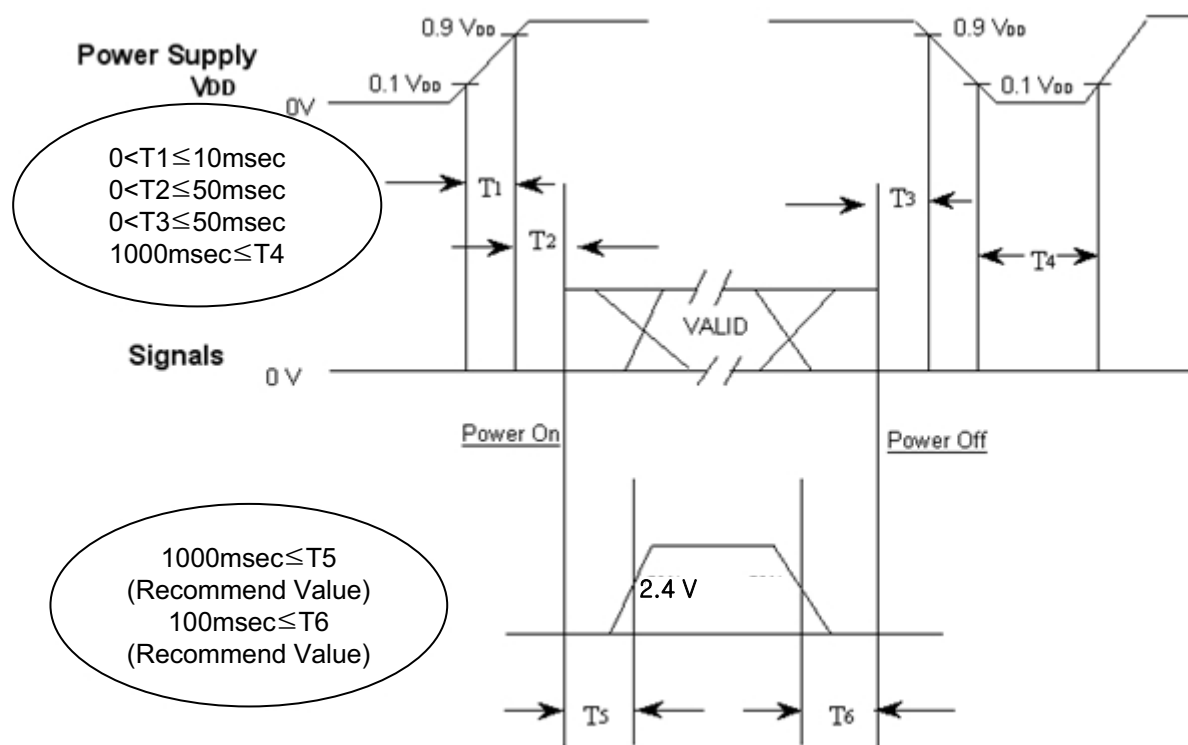 0.9 VDD
0.9 VDD
Power Supply
VDD
0.1 VDD
0.1 VDD
0V
0<T1≦10msec
0<T2≦50msec
0<T3≦50msec
1000msec≦T4
T1
T3
T2
T4
VALID
Signals
0 V
Power On
Power Off
1000msec≦T5
(Recommend Value)
100msec≦T6
(Recommend Value)
2.4 V
T5
T6